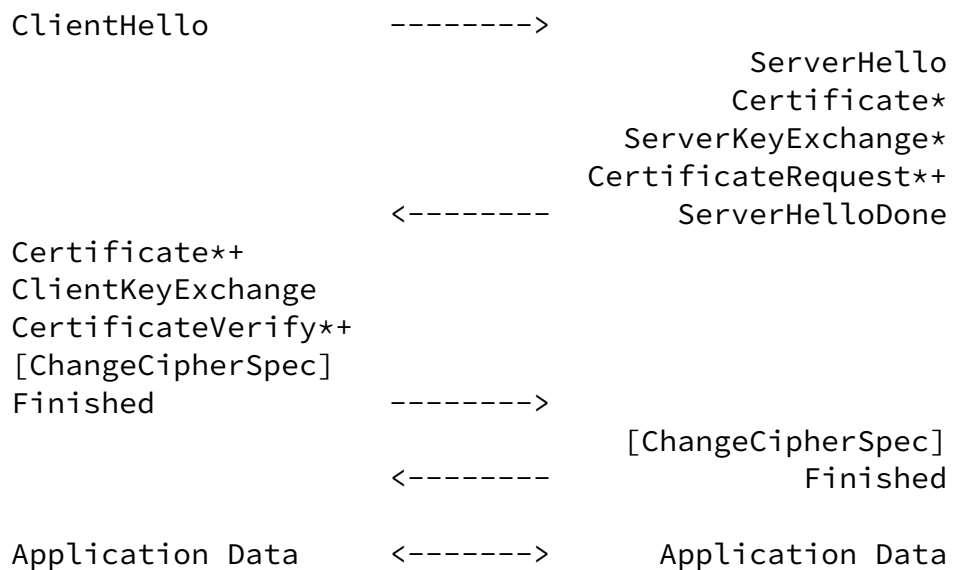 ClientHello -------->
ServerHello
Certificate*
ServerKeyExchange*
CertificateRequest*+
<-------- ServerHelloDone
Certificate*+
ClientKeyExchange
CertificateVerify*+
[ChangeCipherSpec]
Finished -------->
[ChangeCipherSpec]
<-------- Finished
Application Data <-------> Application Data